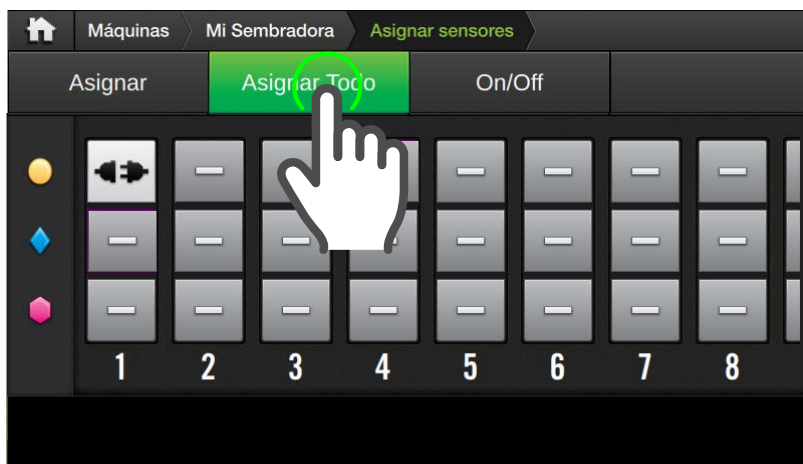 Máquinas Mi Sembradora Asignar sensores
Asignar Asignar Todo On/Off
1 2 3 4 5 6 7 8